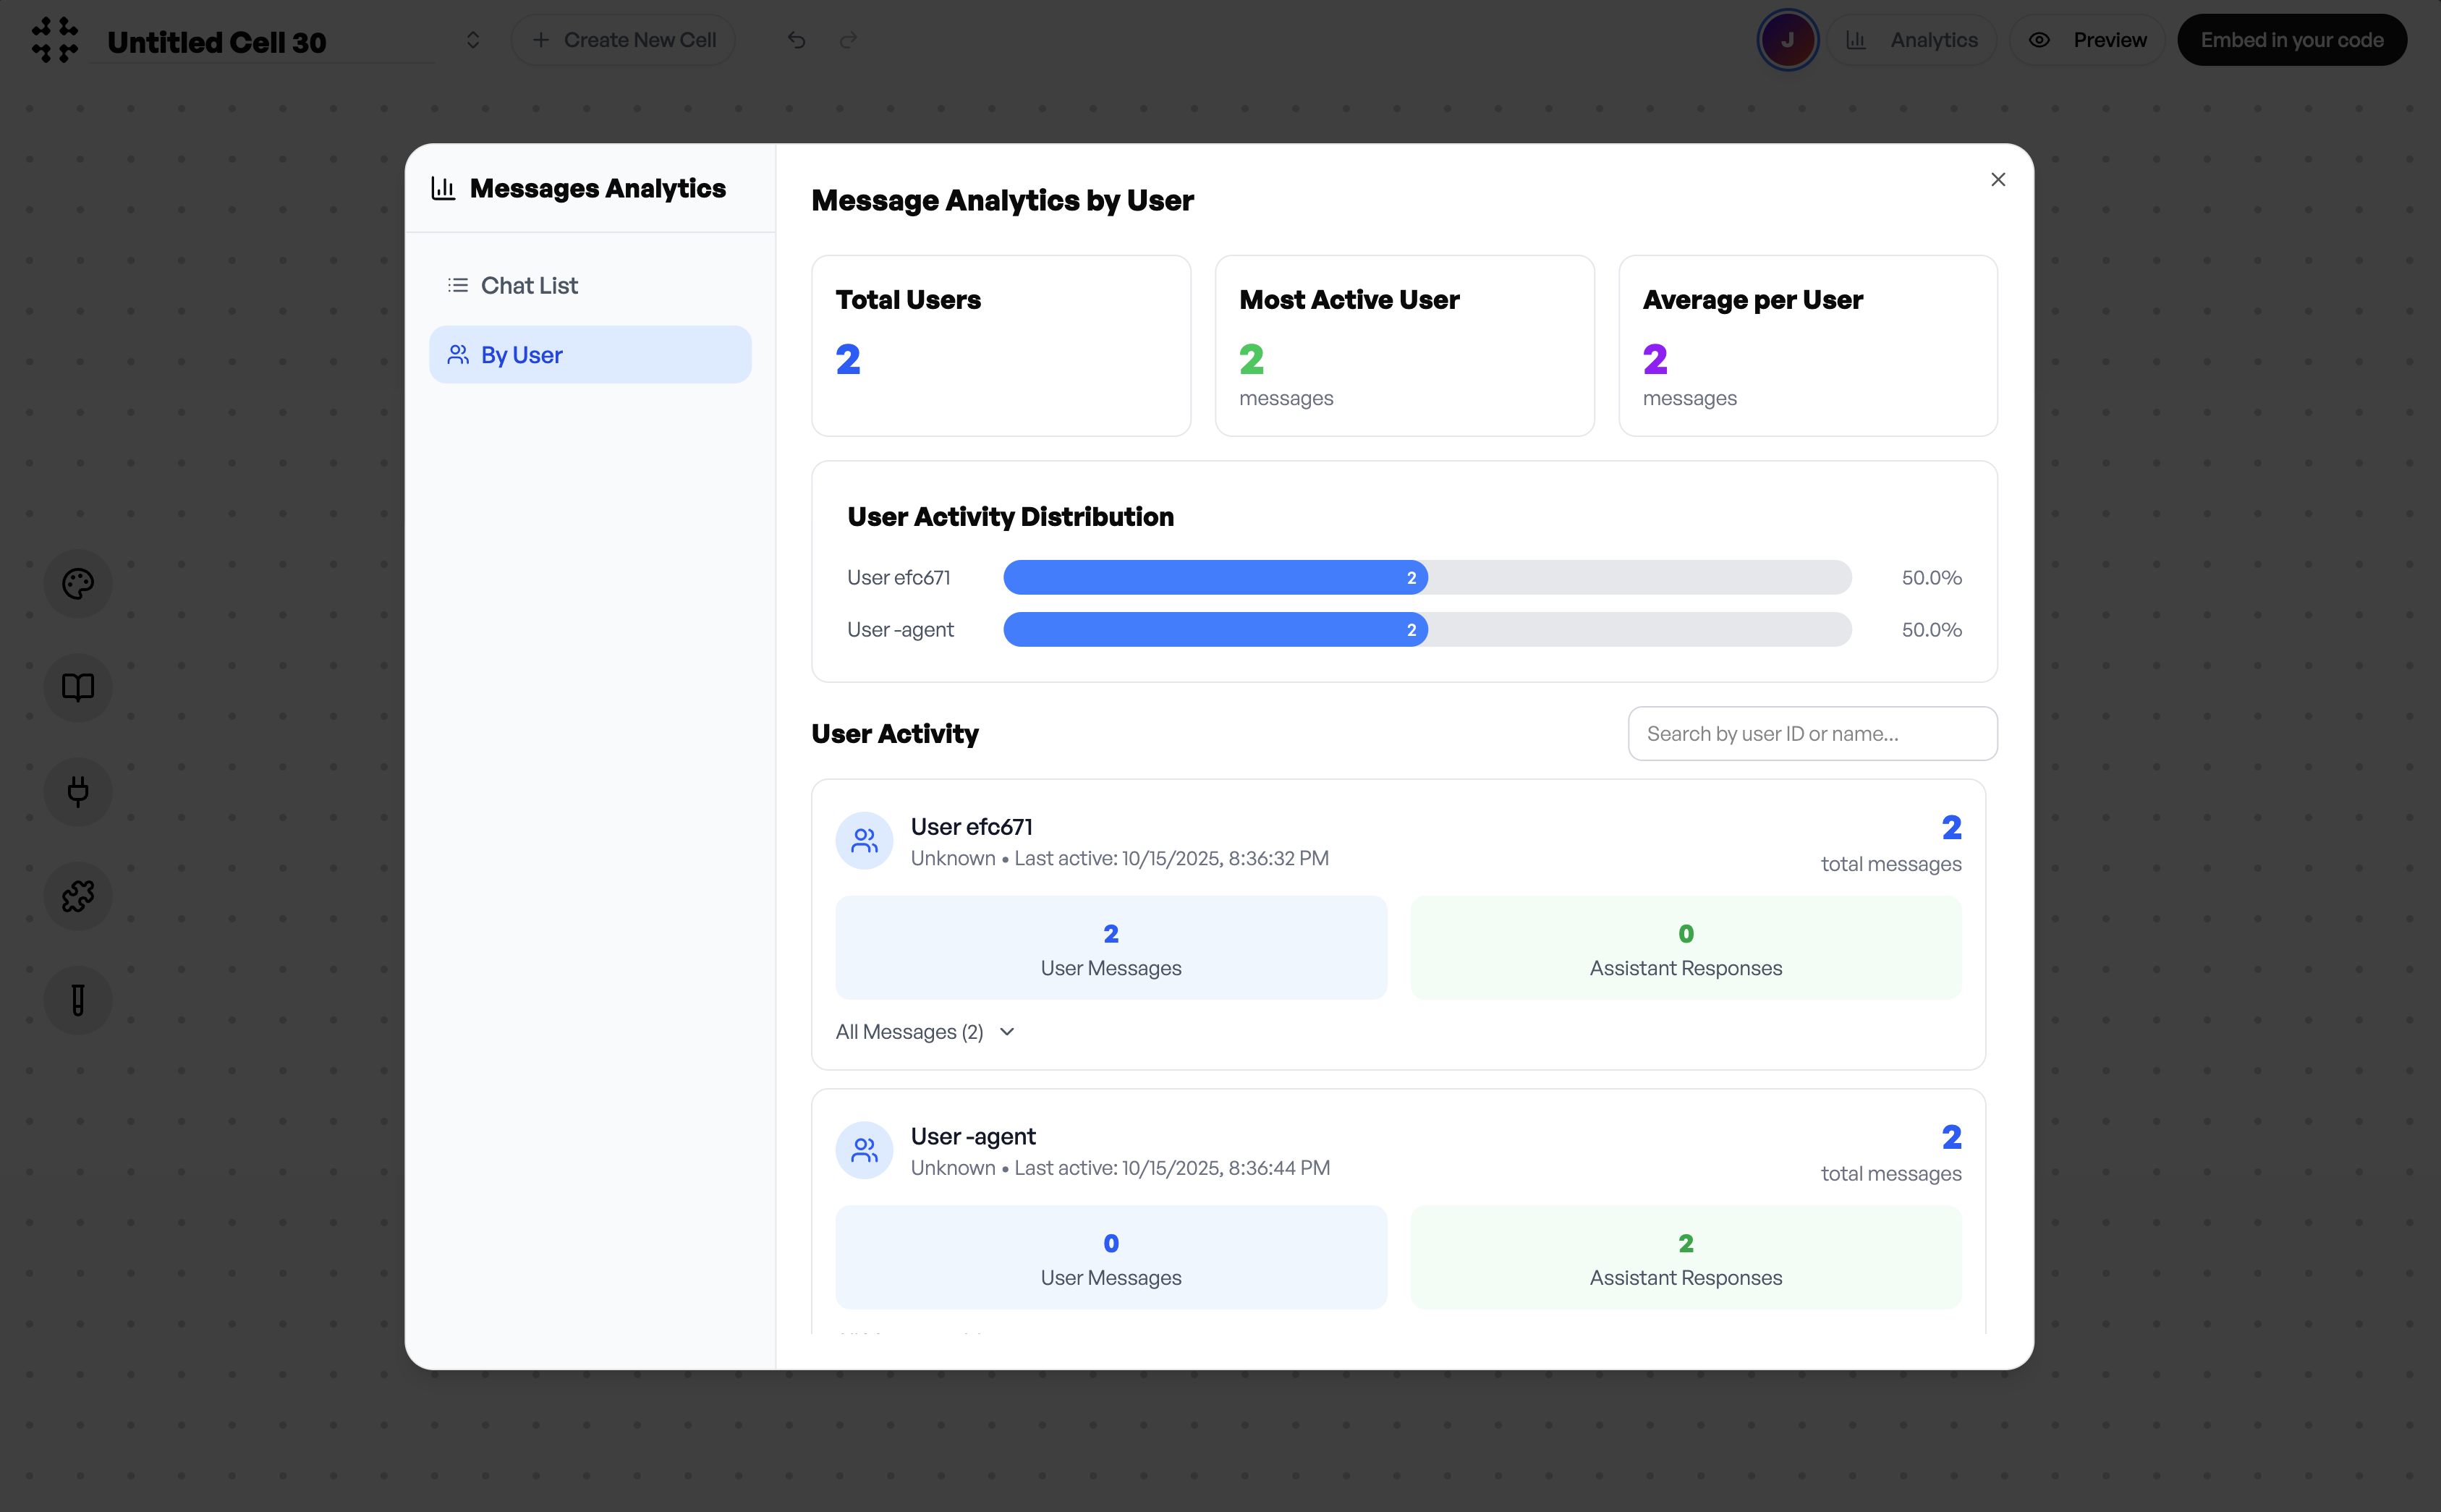 Untitled Cell 30
Create New Cell
J
Analytics
Preview
Embed in your code
Messages Analytics
Chat List
By User
Message Analytics by User
Total Users
2
Most Active User
2
messages
Average per User
2
messages
User Activity Distribution
User efc671
2
50.0%
User -agent
2
50.0%
User Activity
Search by user ID or name...
User efc671
Unknown • Last active: 10/15/2025, 8:36:32 PM
2
total messages
2
User Messages
0
Assistant Responses
All Messages (2)
User -agent
Unknown • Last active: 10/15/2025, 8:36:44 PM
2
total messages
0
User Messages
2
Assistant Responses